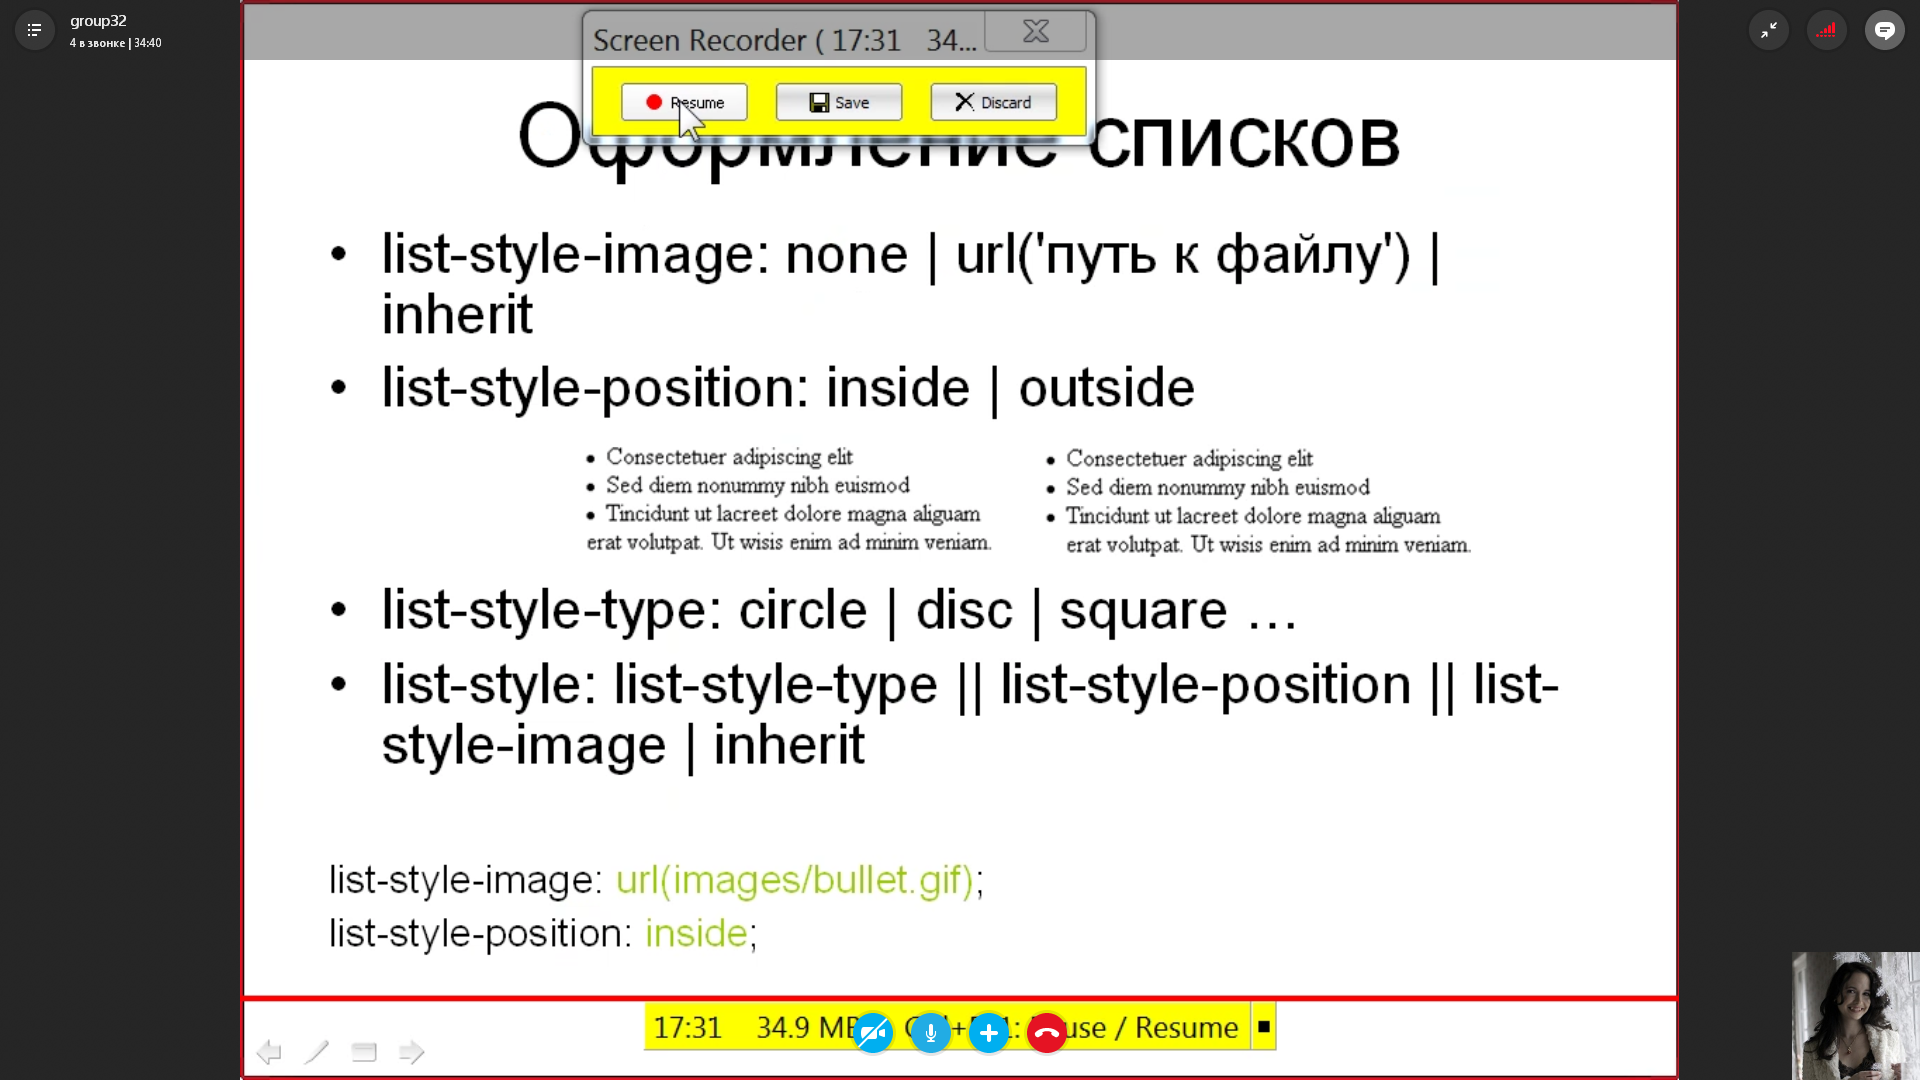 group32
4 в звонке | 34:40
Screen Recorder ( 17:31 34...
Resume
Save
Discard
Оформление списков
• list-style-image: none | url('путь к файлу') |
inherit
• list-style-position: inside | outside
• Consectetuer adipiscing elit
• Sed diem nonummy nibh euismod
• Tincidunt ut lacreet dolore magna aliguam
erat volutpat. Ut wisis enim ad minim veniam.
• Consectetuer adipiscing elit
• Sed diem nonummy nibh euismod
• Tincidunt ut lacreet dolore magna aliguam
erat volutpat. Ut wisis enim ad minim veniam.
• list-style-type: circle | disc | square …
• list-style: list-style-type || list-style-position || list-
style-image | inherit
list-style-image: url(images/bullet.gif);
list-style-position: inside;
17:31 34.9 MB / Resume